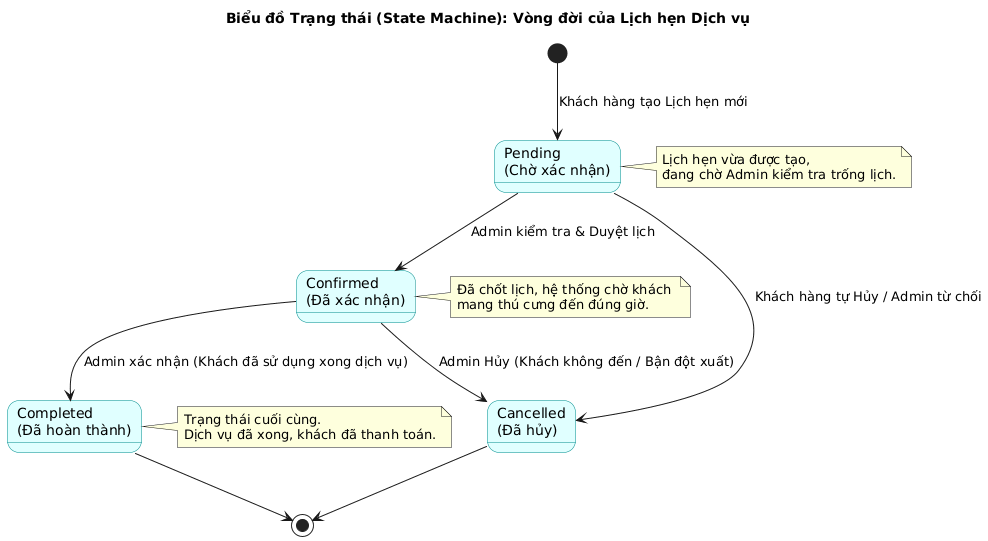 Biểu đồ Trạng thái (State Machine): Vòng đời của Lịch hẹn Dịch vụ
Khách hàng tạo Lịch hẹn mới
Pending
(Chờ xác nhận)
Lịch hẹn vừa được tạo,
đang chờ Admin kiểm tra trống lịch.
Admin kiểm tra & Duyệt lịch
Khách hàng tự Hủy / Admin từ chối
Confirmed
(Đã xác nhận)
Đã chốt lịch, hệ thống chờ khách
mang thú cưng đến đúng giờ.
Admin xác nhận (Khách đã sử dụng xong dịch vụ)
Admin Hủy (Khách không đến / Bận đột xuất)
Completed
(Đã hoàn thành)
Trạng thái cuối cùng.
Dịch vụ đã xong, khách đã thanh toán.
Cancelled
(Đã hủy)